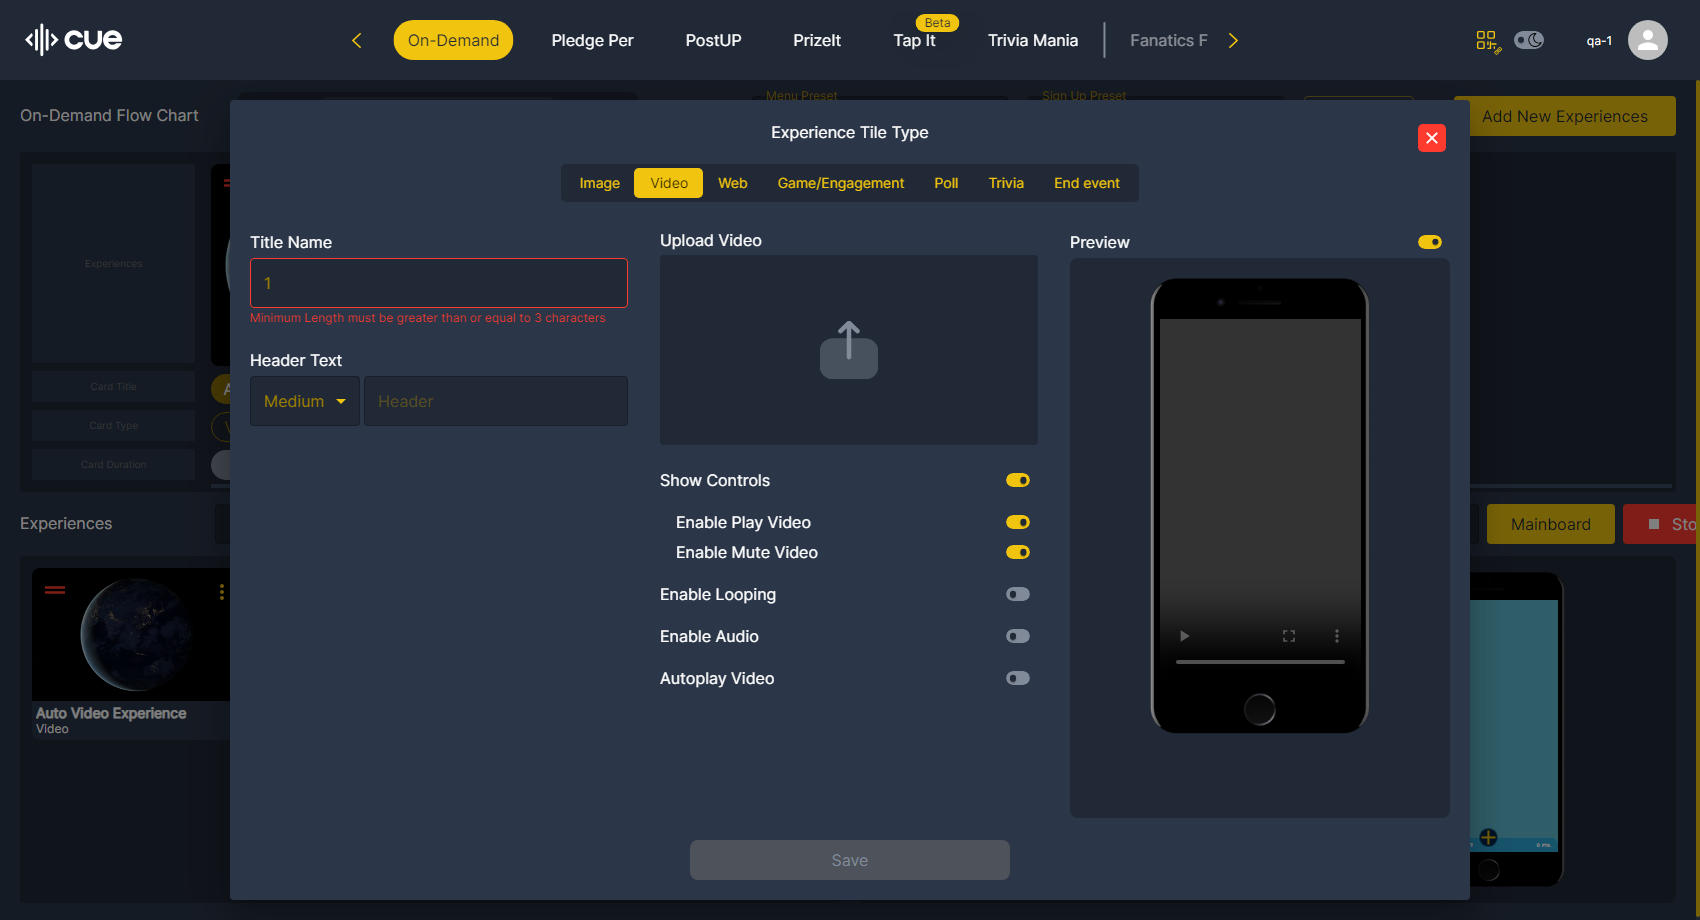 cue
On-Demand
Pledge Per
PostUP
PrizeIt
Tap It
Beta
Trivia Mania
Fanatics F
qa-1
On-Demand Flow Chart
Menu Preset
Sign Up Preset
Add New Experiences
Experience Tile Type
Image
Video
Web
Game/Engagement
Poll
Trivia
End event
Title Name
1
Minimum Length must be greater than or equal to 3 characters
Header Text
Medium
Header
Upload Video
Show Controls
Enable Play Video
Enable Mute Video
Enable Looping
Enable Audio
Autoplay Video
Preview
Save
Experiences
Card Title
A
Card Type
V
Card Duration
Experiences
Mainboard
Sto
Auto Video Experience
Video